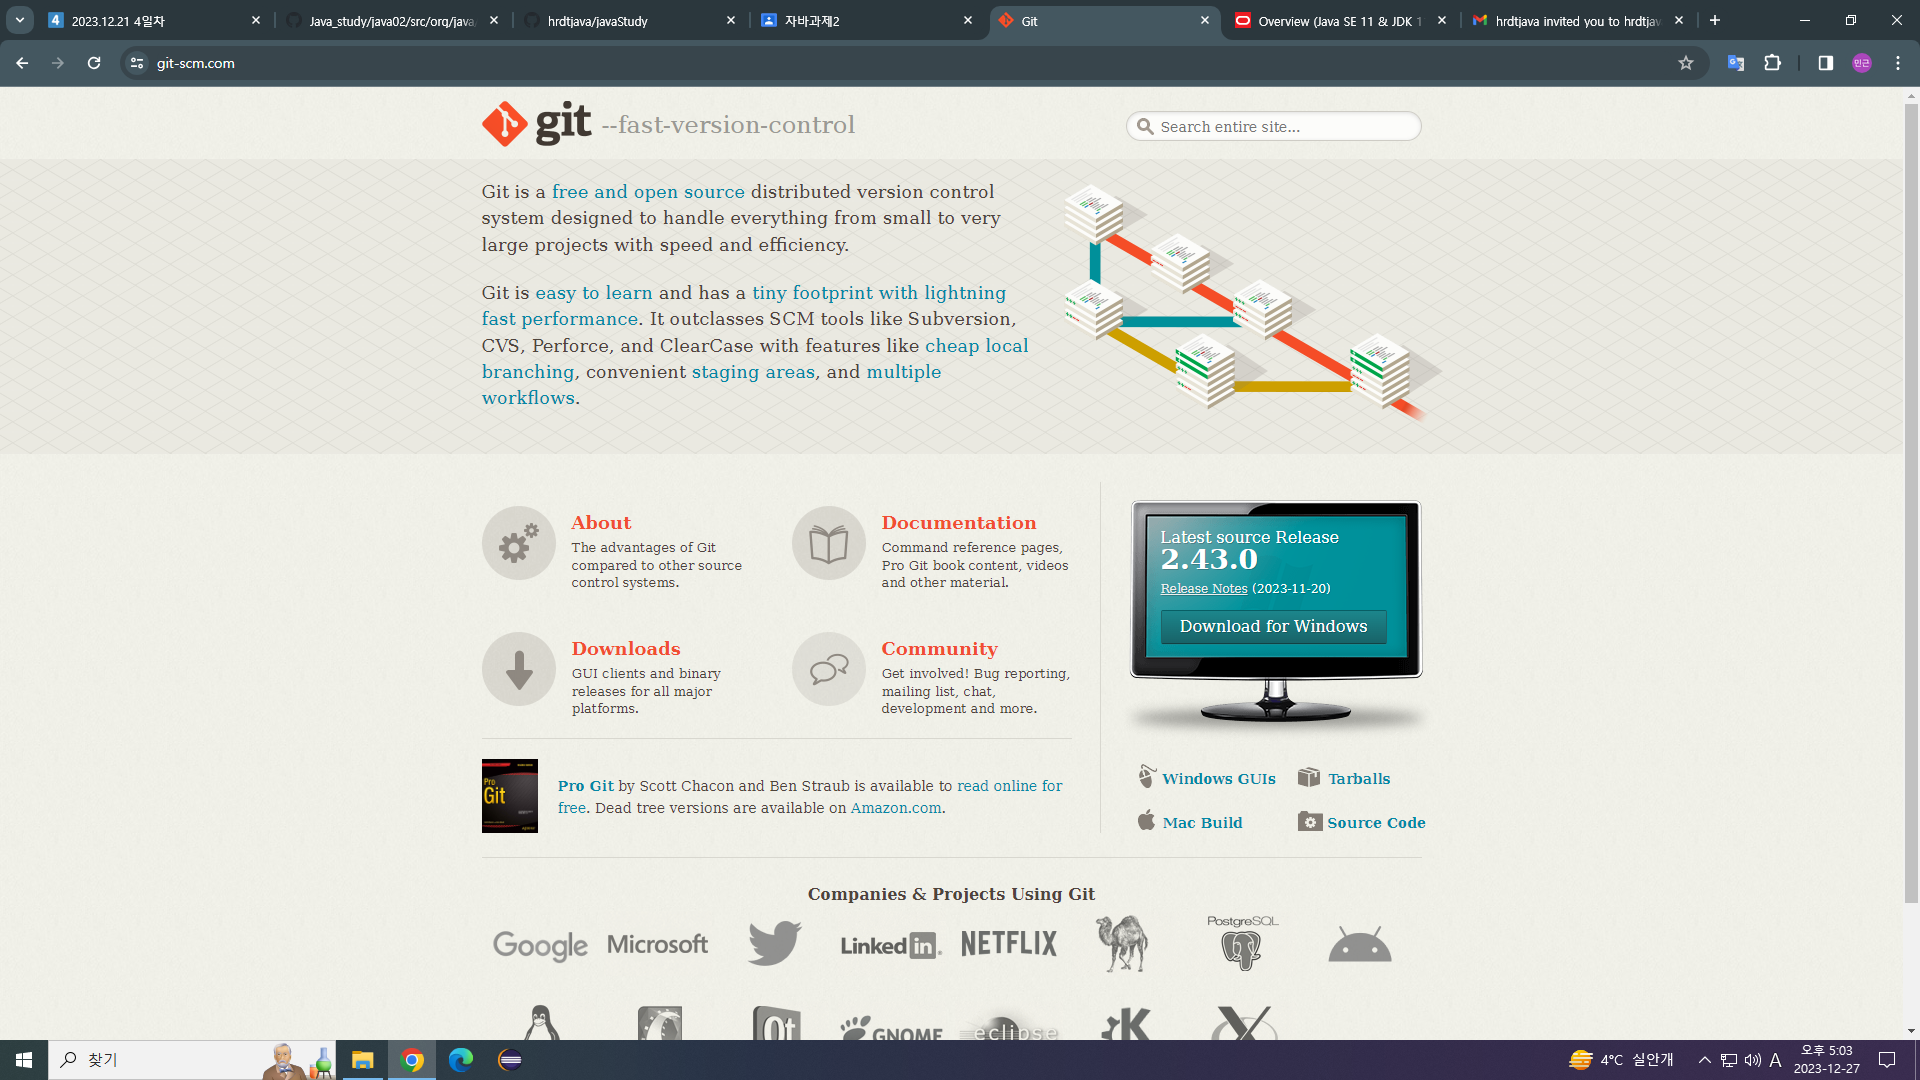 2023.12.21 4일차
Java_study/java02/src/org/java
hrdtjava/javaStudy
자바과제2
Git
Overview (Java SE 11 & JDK 1
hrdtjava invited you to hrdtjav
git-scm.com
민근
git --fast-version-control
Search entire site...
Git is a free and open source distributed version control
system designed to handle everything from small to very
large projects with speed and efficiency.
Git is easy to learn and has a tiny footprint with lightning
fast performance. It outclasses SCM tools like Subversion,
CVS, Perforce, and ClearCase with features like cheap local
branching, convenient staging areas, and multiple
workflows.
About
The advantages of Git
compared to other source
control systems.
Documentation
Command reference pages,
Pro Git book content, videos
and other material.
Downloads
GUI clients and binary
releases for all major
platforms.
Community
Get involved! Bug reporting,
mailing list, chat,
development and more.
Latest source Release
2.43.0
Release Notes (2023-11-20)
Download for Windows
Pro Git
Pro Git by Scott Chacon and Ben Straub is available to read online for
free. Dead tree versions are available on Amazon.com.
Windows GUIs
Tarballs
Mac Build
Source Code
Companies & Projects Using Git
Google
Microsoft
LinkedIn
NETFLIX
PostgreSQL
Qt
GNOME
eclipse
찾기
4°C 실안개
A
오후 5:03
2023-12-27